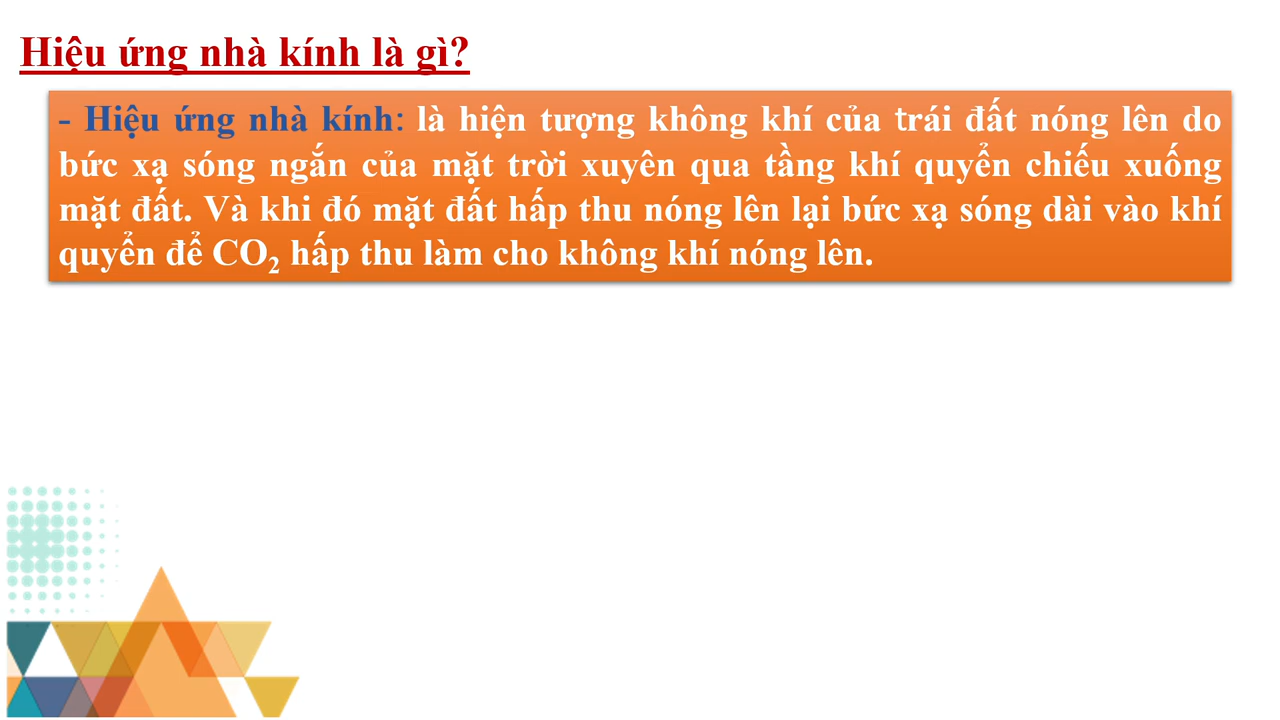 Hiệu ứng nhà kính là gì?
- Hiệu ứng nhà kính: là hiện tượng không khí của trái đất nóng lên do
bức xạ sóng ngắn của mặt trời xuyên qua tầng khí quyển chiếu xuống
mặt đất. Và khi đó mặt đất hấp thu nóng lên lại bức xạ sóng dài vào khí
quyển để CO₂ hấp thu làm cho không khí nóng lên.